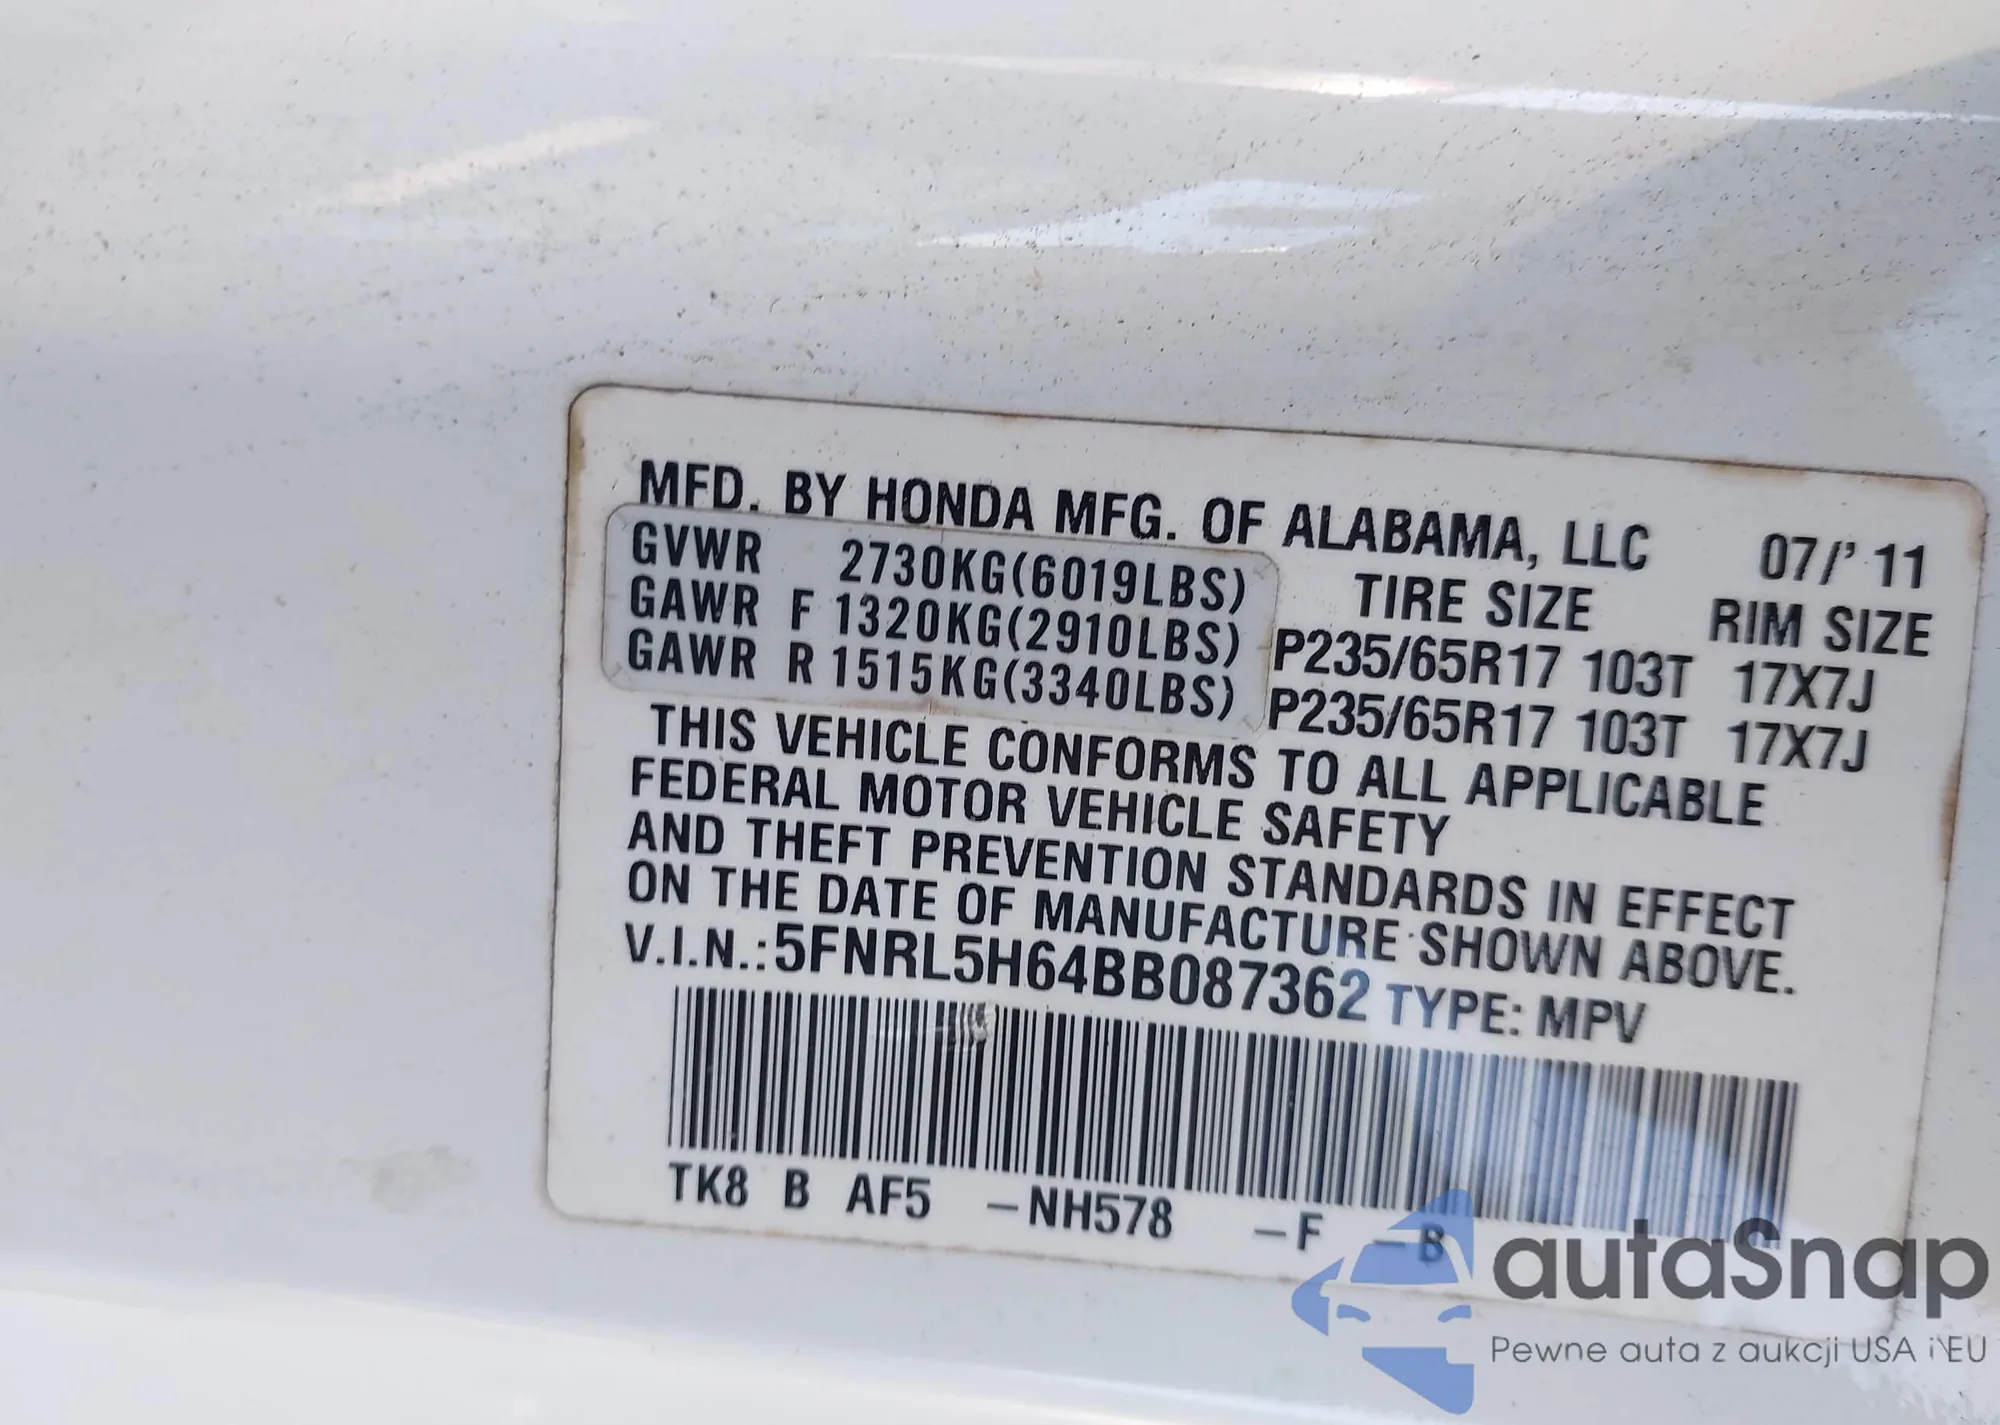 MFD. BY HONDA MFG. OF ALABAMA, LLC 07/'11
GVWR 2730KG(6019LBS) TIRE SIZE RIM SIZE
GAWR F 1320KG(2910LBS) P235/65R17 103T 17X7J
GAWR R 1515KG(3340LBS) P235/65R17 103T 17X7J
THIS VEHICLE CONFORMS TO ALL APPLICABLE
FEDERAL MOTOR VEHICLE SAFETY
AND THEFT PREVENTION STANDARDS IN EFFECT
ON THE DATE OF MANUFACTURE SHOWN ABOVE.
V.I.N.:5FNRL5H64BB087362 TYPE: MPV
TK8 B AF5 -NH578 -F -B
autaSnap
Pewne auta z aukcji USA i EU